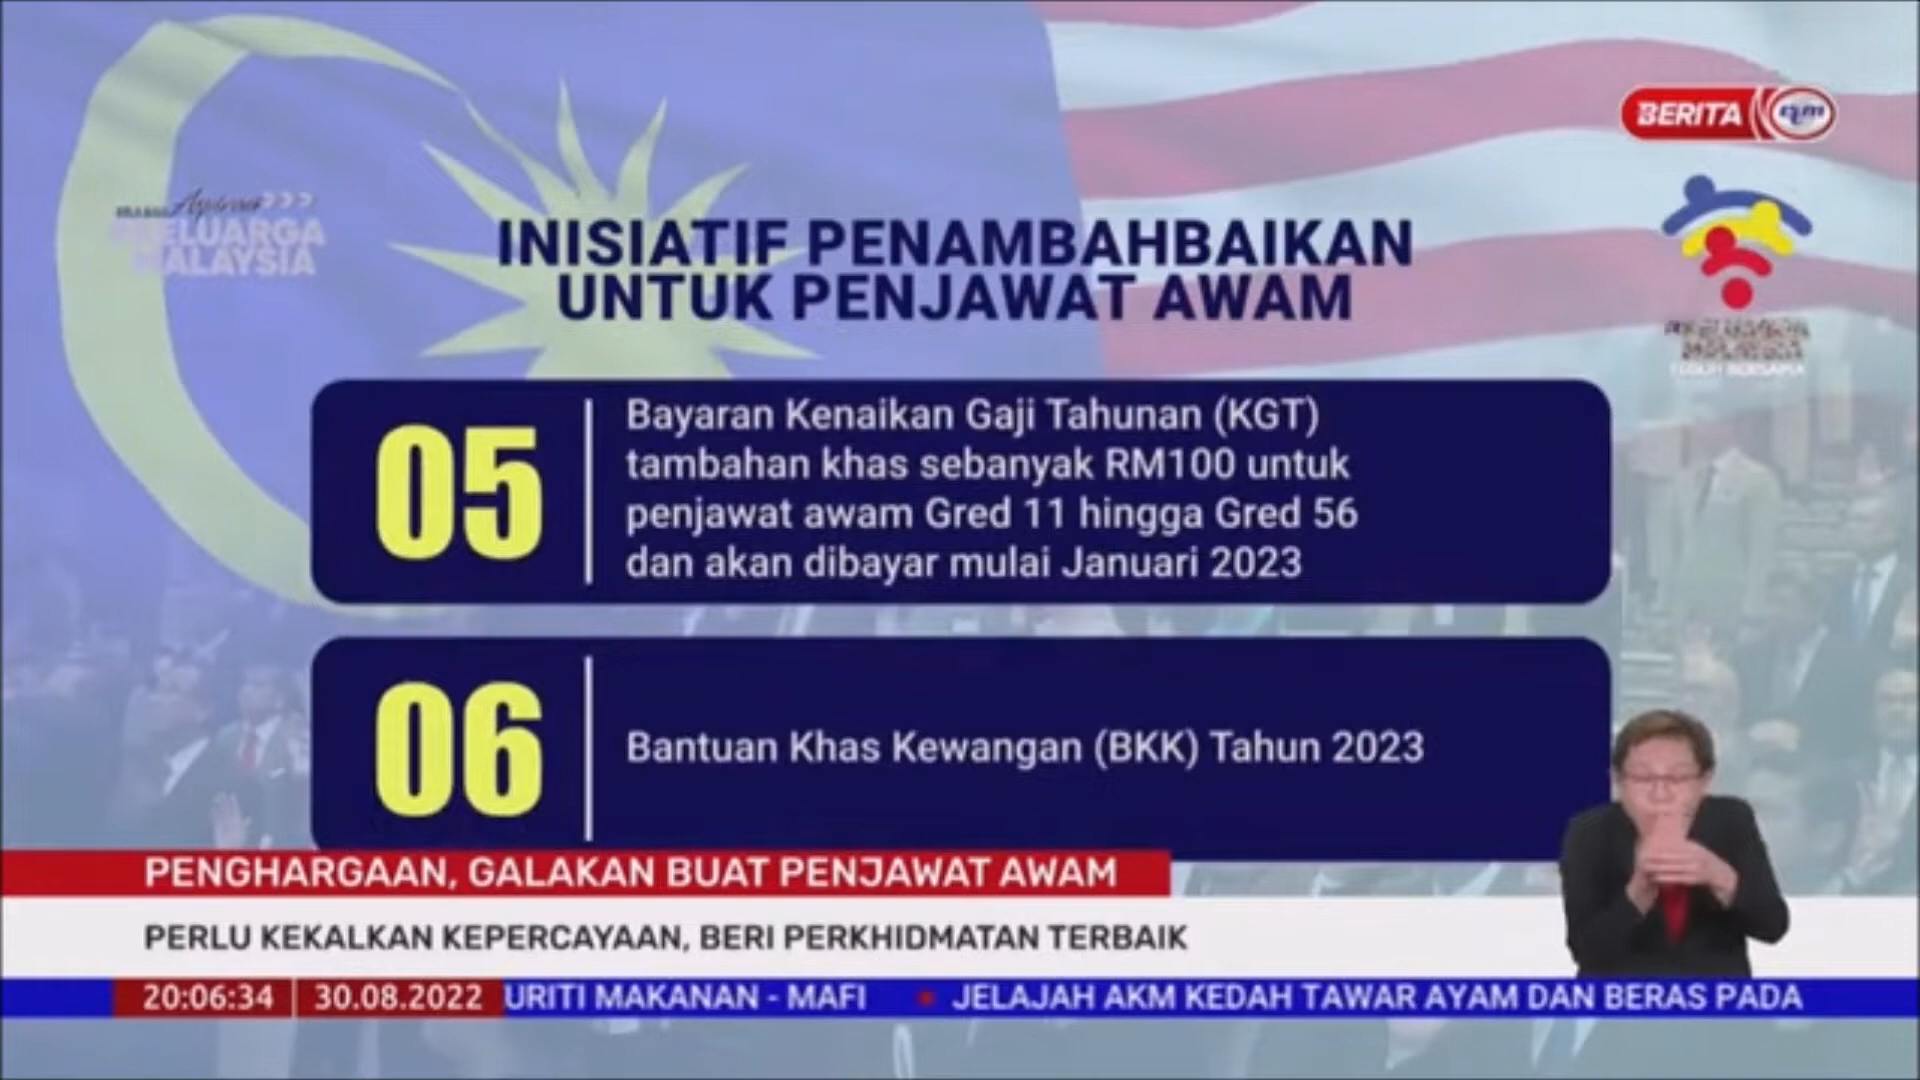 BERITA rtm
Aspirasi
KELUARGA
MALAYSIA
INISIATIF PENAMBAHBAIKAN
UNTUK PENJAWAT AWAM
05
Bayaran Kenaikan Gaji Tahunan (KGT)
tambahan khas sebanyak RM100 untuk
penjawat awam Gred 11 hingga Gred 56
dan akan dibayar mulai Januari 2023
06
Bantuan Khas Kewangan (BKK) Tahun 2023
PENGHARGAAN, GALAKAN BUAT PENJAWAT AWAM
PERLU KEKALKAN KEPERCAYAAN, BERI PERKHIDMATAN TERBAIK
20:06:34 30.08.2022 URITI MAKANAN - MAFI JELAJAH AKM KEDAH TAWAR AYAM DAN BERAS PADA